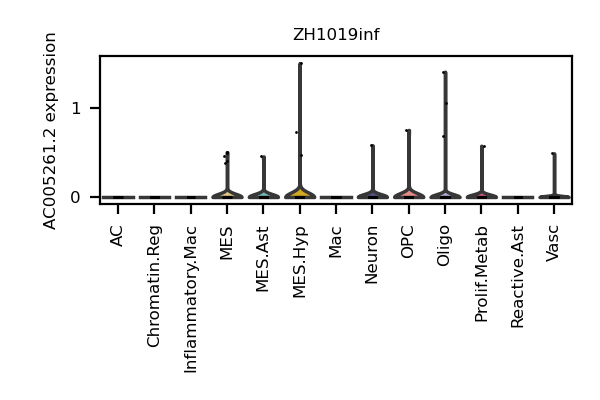 ZH1019inf
AC005261.2 expression
1
0
AC
Chromatin.Reg
Inflammatory.Mac
MES
MES.Ast
MES.Hyp
Mac
Neuron
OPC
Oligo
Prolif.Metab
Reactive.Ast
Vasc